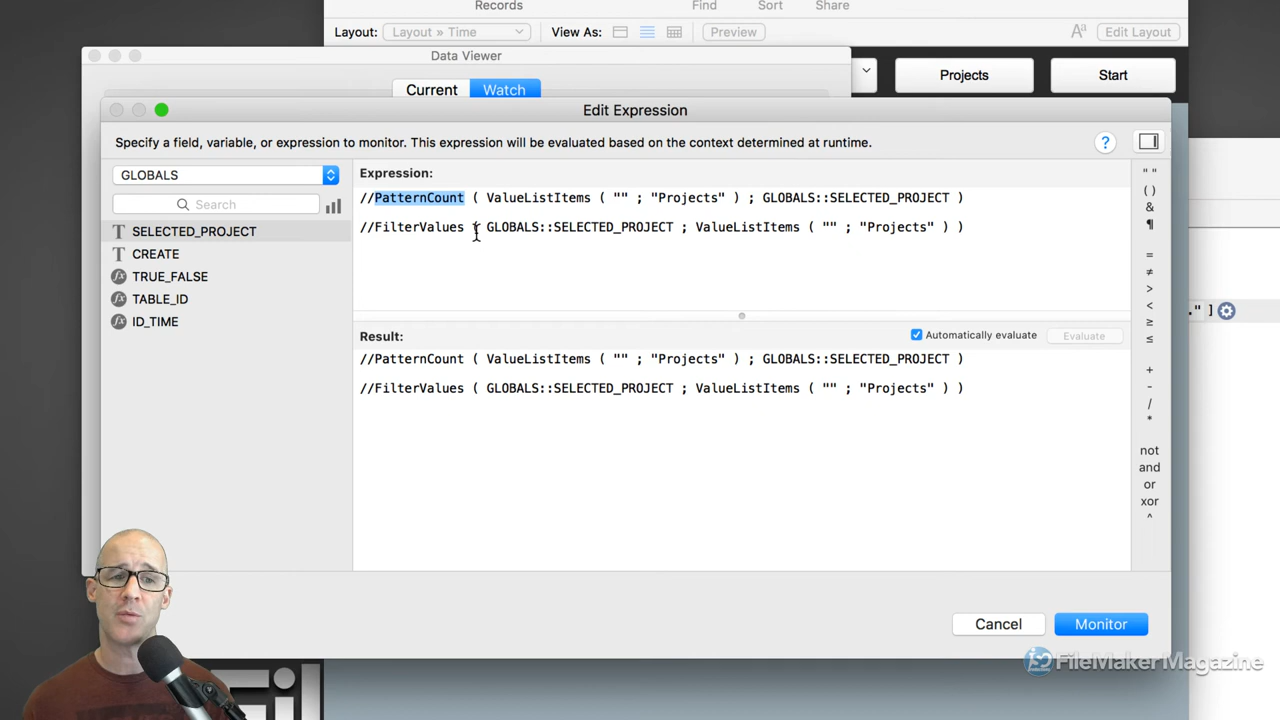 Records
Find
Sort
Share
Layout:
Layout » Time
View As:
Preview
Edit Layout
Data Viewer
Projects
Start
Current
Watch
Edit Expression
Specify a field, variable, or expression to monitor. This expression will be evaluated based on the context determined at runtime.
?
GLOBALS
Search
SELECTED_PROJECT
CREATE
TRUE_FALSE
TABLE_ID
ID_TIME
Expression:
//PatternCount ( ValueListItems ( "" ; "Projects" ) ; GLOBALS::SELECTED_PROJECT )
//FilterValues ( GLOBALS::SELECTED_PROJECT ; ValueListItems ( "" ; "Projects" ) )
Result:
Automatically evaluate
Evaluate
//PatternCount ( ValueListItems ( "" ; "Projects" ) ; GLOBALS::SELECTED_PROJECT )
//FilterValues ( GLOBALS::SELECTED_PROJECT ; ValueListItems ( "" ; "Projects" ) )
" "
( )
&
¶
=
≠
>
<
≥
≤
+
-
/
*
not
and
or
xor
^
." ]
Cancel
Monitor
FileMaker Magazine